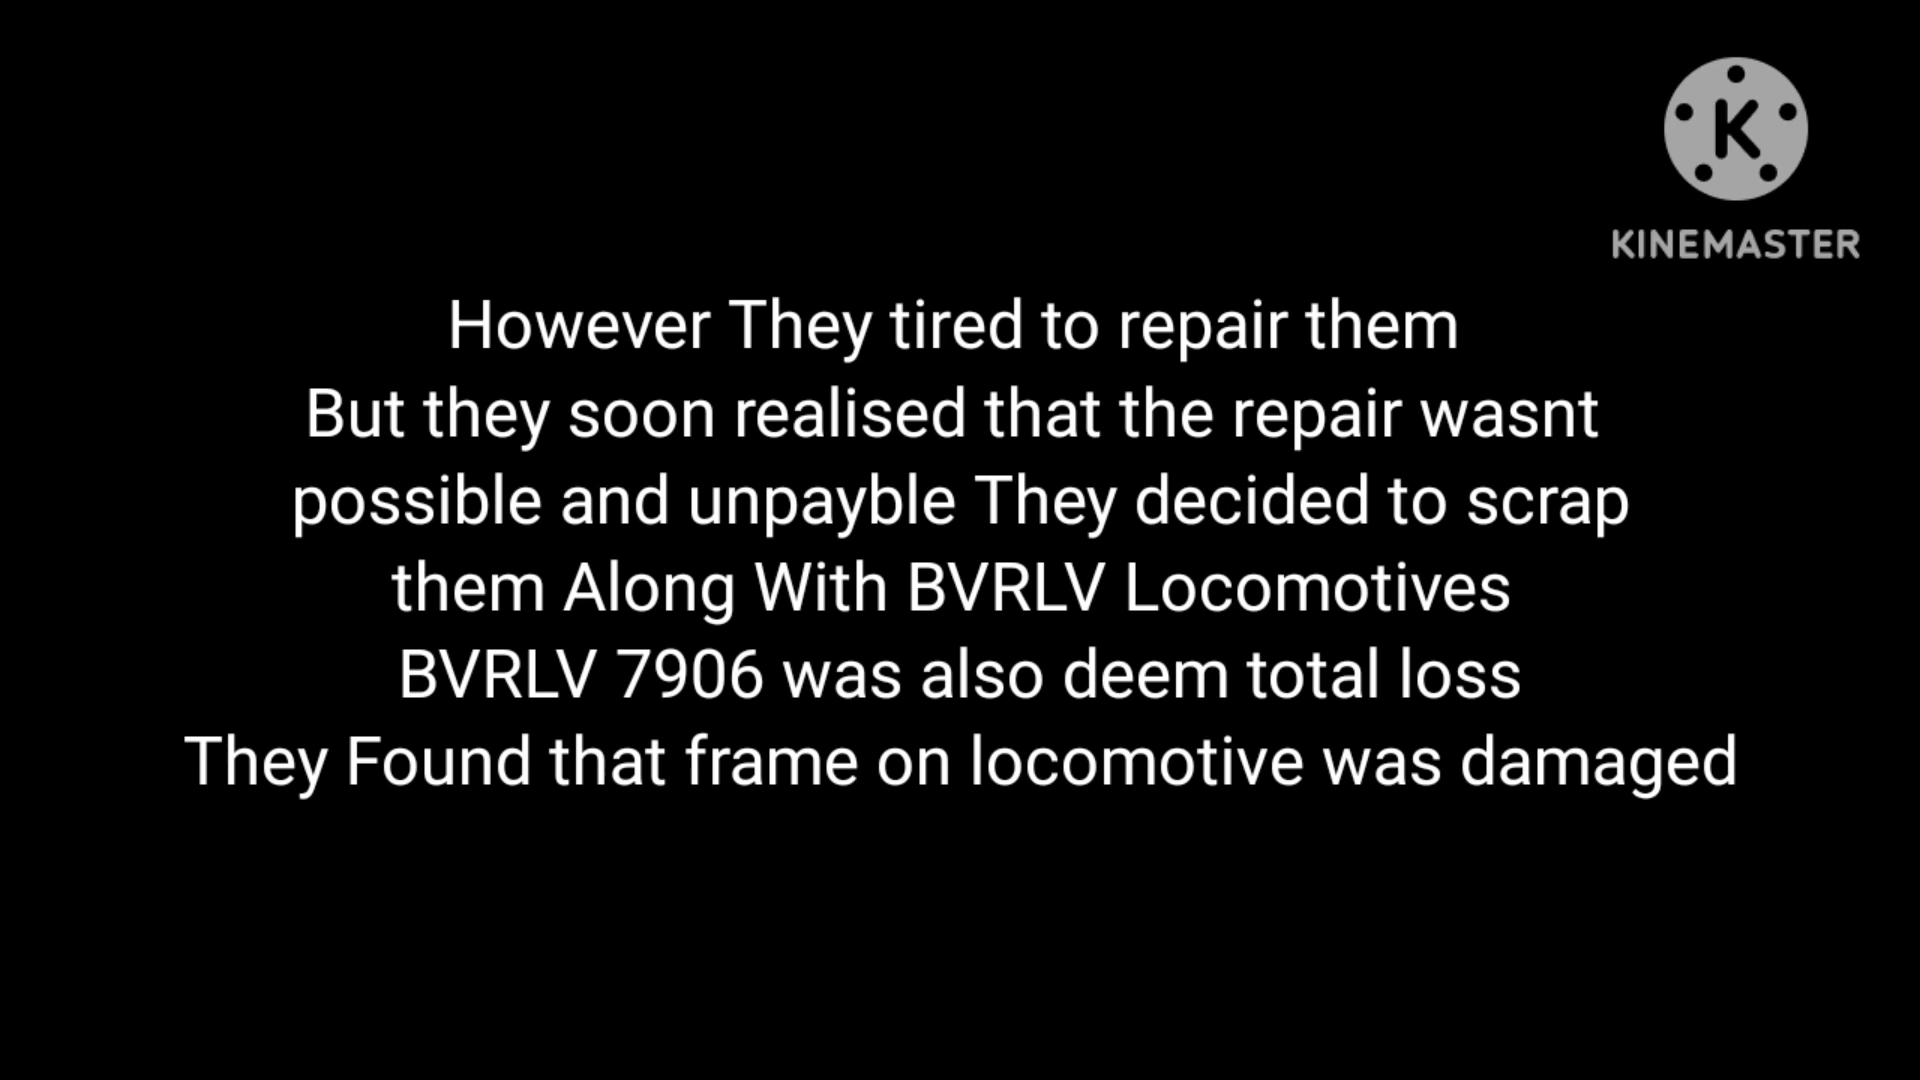 K
KINEMASTER
However They tired to repair them
But they soon realised that the repair wasnt
possible and unpayble They decided to scrap
them Along With BVRLV Locomotives
BVRLV 7906 was also deem total loss
They Found that frame on locomotive was damaged